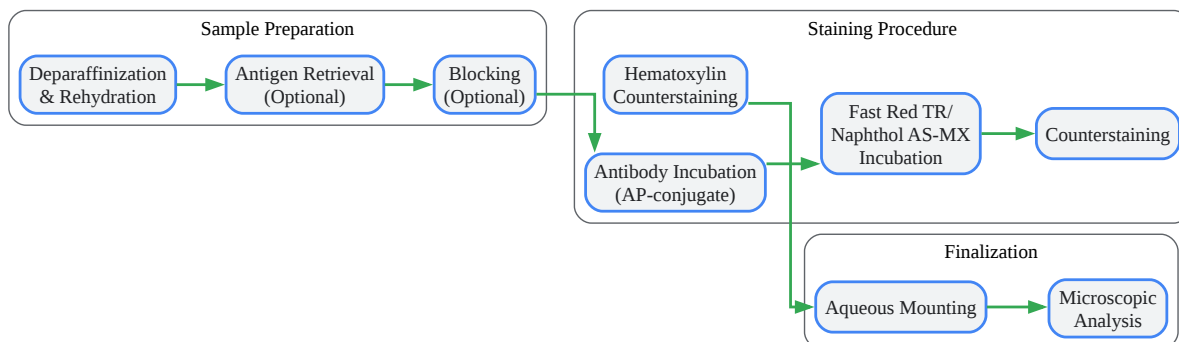 Sample Preparation
Deparaffinization
& Rehydration
Antigen Retrieval
(Optional)
Blocking
(Optional)
Staining Procedure
Hematoxylin
Counterstaining
Antibody Incubation
(AP-conjugate)
Fast Red TR/
Naphthol AS-MX
Incubation
Counterstaining
Finalization
Aqueous Mounting
Microscopic
Analysis